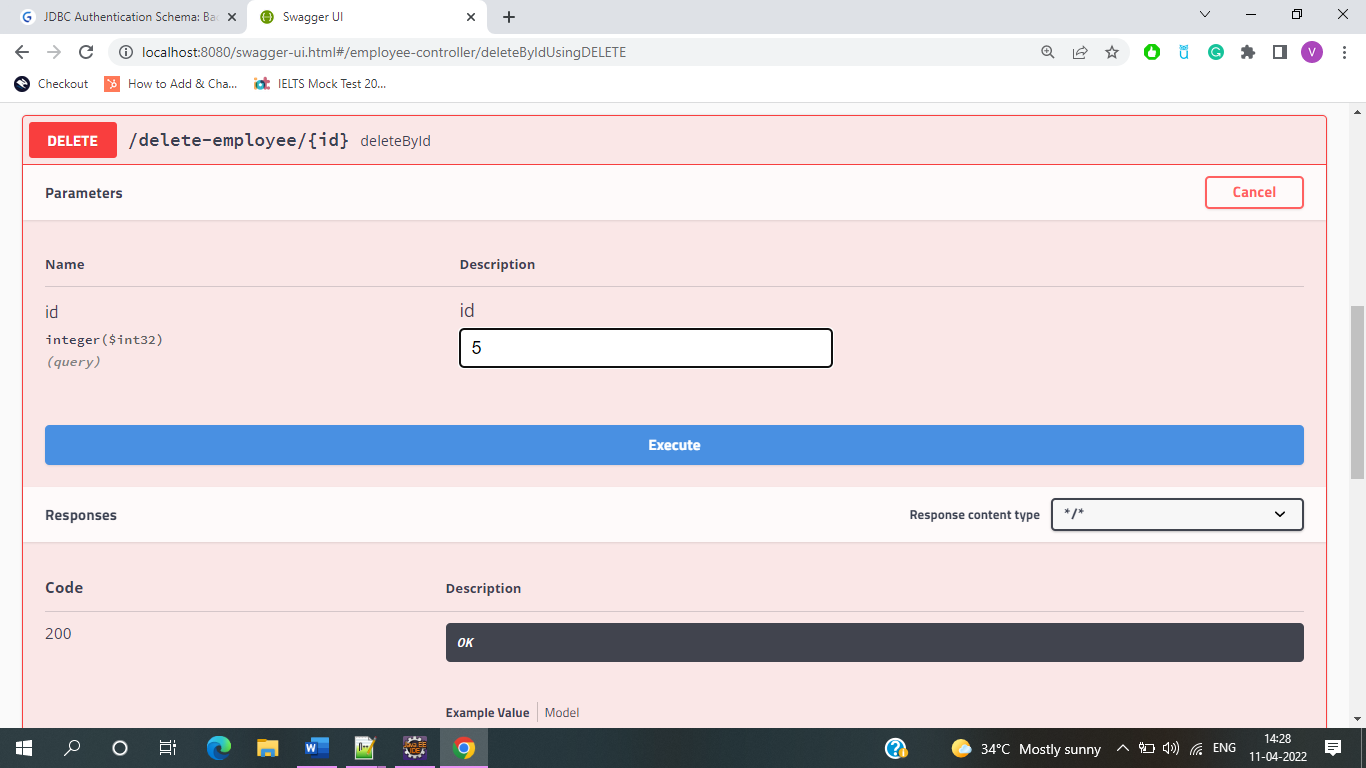 JDBC Authentication Schema: Ba
Swagger UI
localhost:8080/swagger-ui.html#/employee-controller/deleteByIdUsingDELETE
V
Checkout
How to Add & Cha...
IELTS Mock Test 20...
DELETE /delete-employee/{id} deleteById
Parameters
Cancel
Name Description
id id
integer($int32)
(query)
5
Execute
Responses Response content type */*
Code Description
200 OK
Example Value Model
34°C Mostly sunny
ENG
14:28
11-04-2022